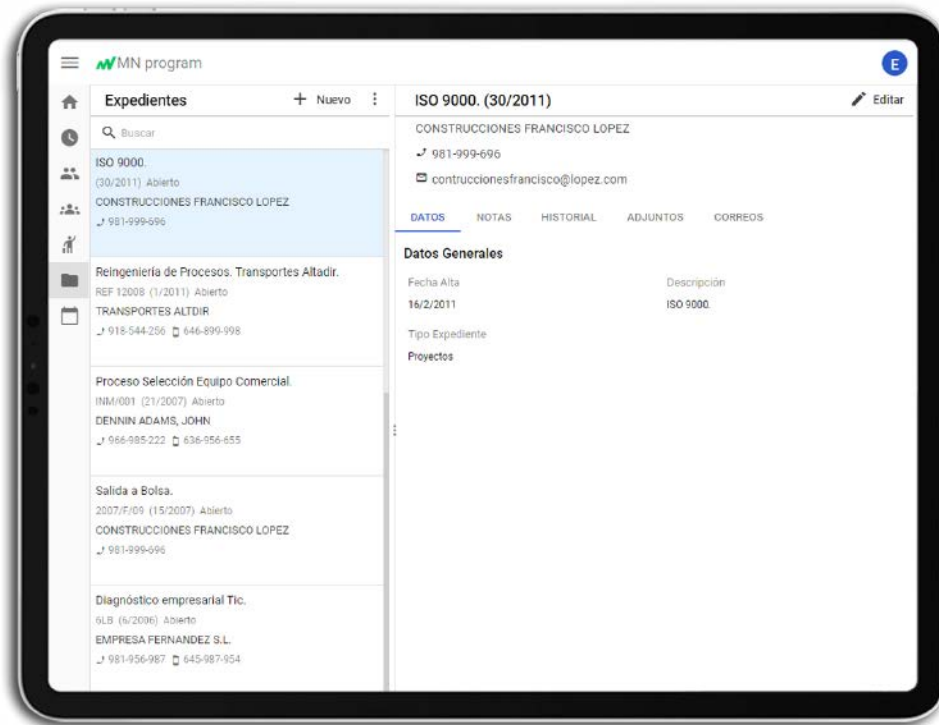 MN program
E
Expedientes
+ Nuevo
Buscar
ISO 9000.
(30/2011) Abierto
CONSTRUCCIONES FRANCISCO LOPEZ
981-999-696
Reingeniería de Procesos. Transportes Altadir.
REF 12008 (1/2011) Abierto
TRANSPORTES ALTDIR
918-544-256 646-899-998
Proceso Selección Equipo Comercial.
INM/001 (21/2007) Abierto
DENNIN ADAMS, JOHN
966-985-222 636-956-655
Salida a Bolsa.
2007/F/09 (15/2007) Abierto
CONSTRUCCIONES FRANCISCO LOPEZ
981-999-696
Diagnóstico empresarial Tic.
6LB (6/2006) Abierto
EMPRESA FERNANDEZ S.L.
981-956-987 645-987-954
ISO 9000. (30/2011)
Editar
CONSTRUCCIONES FRANCISCO LOPEZ
981-999-696
contruccionesfrancisco@lopez.com
DATOS NOTAS HISTORIAL ADJUNTOS CORREOS
Datos Generales
Fecha Alta Descripción
16/2/2011 ISO 9000.
Tipo Expediente
Proyectos